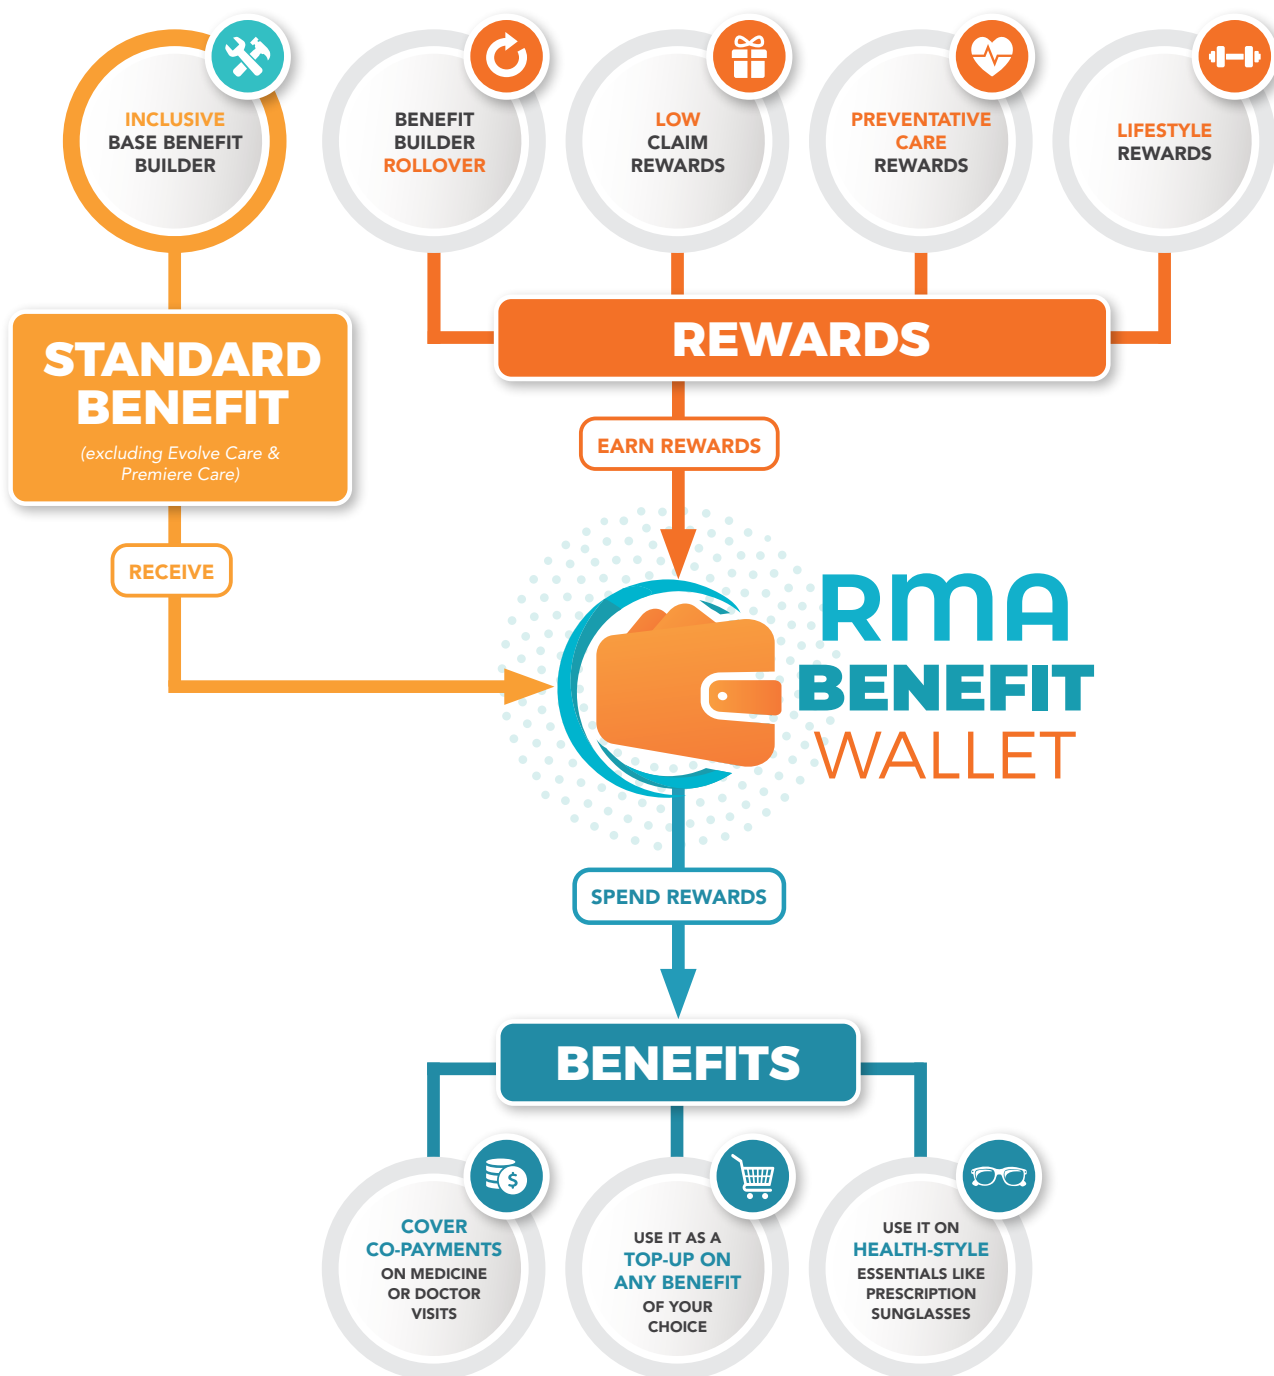 INCLUSIVE
BASE BENEFIT
BUILDER
BENEFIT
BUILDER
ROLLOVER
LOW
CLAIM
REWARDS
PREVENTATIVE
CARE
REWARDS
LIFESTYLE
REWARDS
STANDARD
BENEFIT
(excluding Evolve Care &
Premiere Care)
REWARDS
EARN REWARDS
RECEIVE
RMA
BENEFIT
WALLET
SPEND REWARDS
BENEFITS
$
COVER
CO-PAYMENTS
ON MEDICINE
OR DOCTOR
VISITS
USE IT AS A
TOP-UP ON
ANY BENEFIT
OF YOUR
CHOICE
USE IT ON
HEALTH-STYLE
ESSENTIALS LIKE
PRESCRIPTION
SUNGLASSES